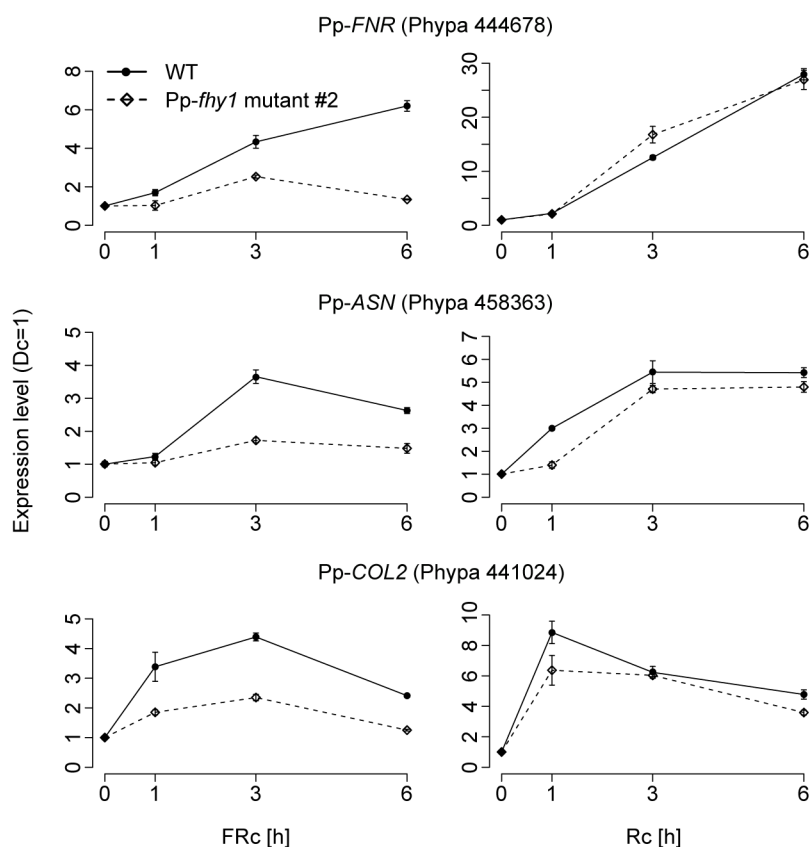 Pp-FNR (Phypa 444678)
WT
Pp-fhy1 mutant #2
8
6
4
2
0
0 1 3 6
30
20
10
0
0 1 3 6
Expression level (Dc=1)
Pp-ASN (Phypa 458363)
5
4
3
2
1
0
0 1 3 6
7
6
5
4
3
2
1
0
0 1 3 6
Pp-COL2 (Phypa 441024)
5
4
3
2
1
0
0 1 3 6
FRc [h]
10
8
6
4
2
0
0 1 3 6
Rc [h]